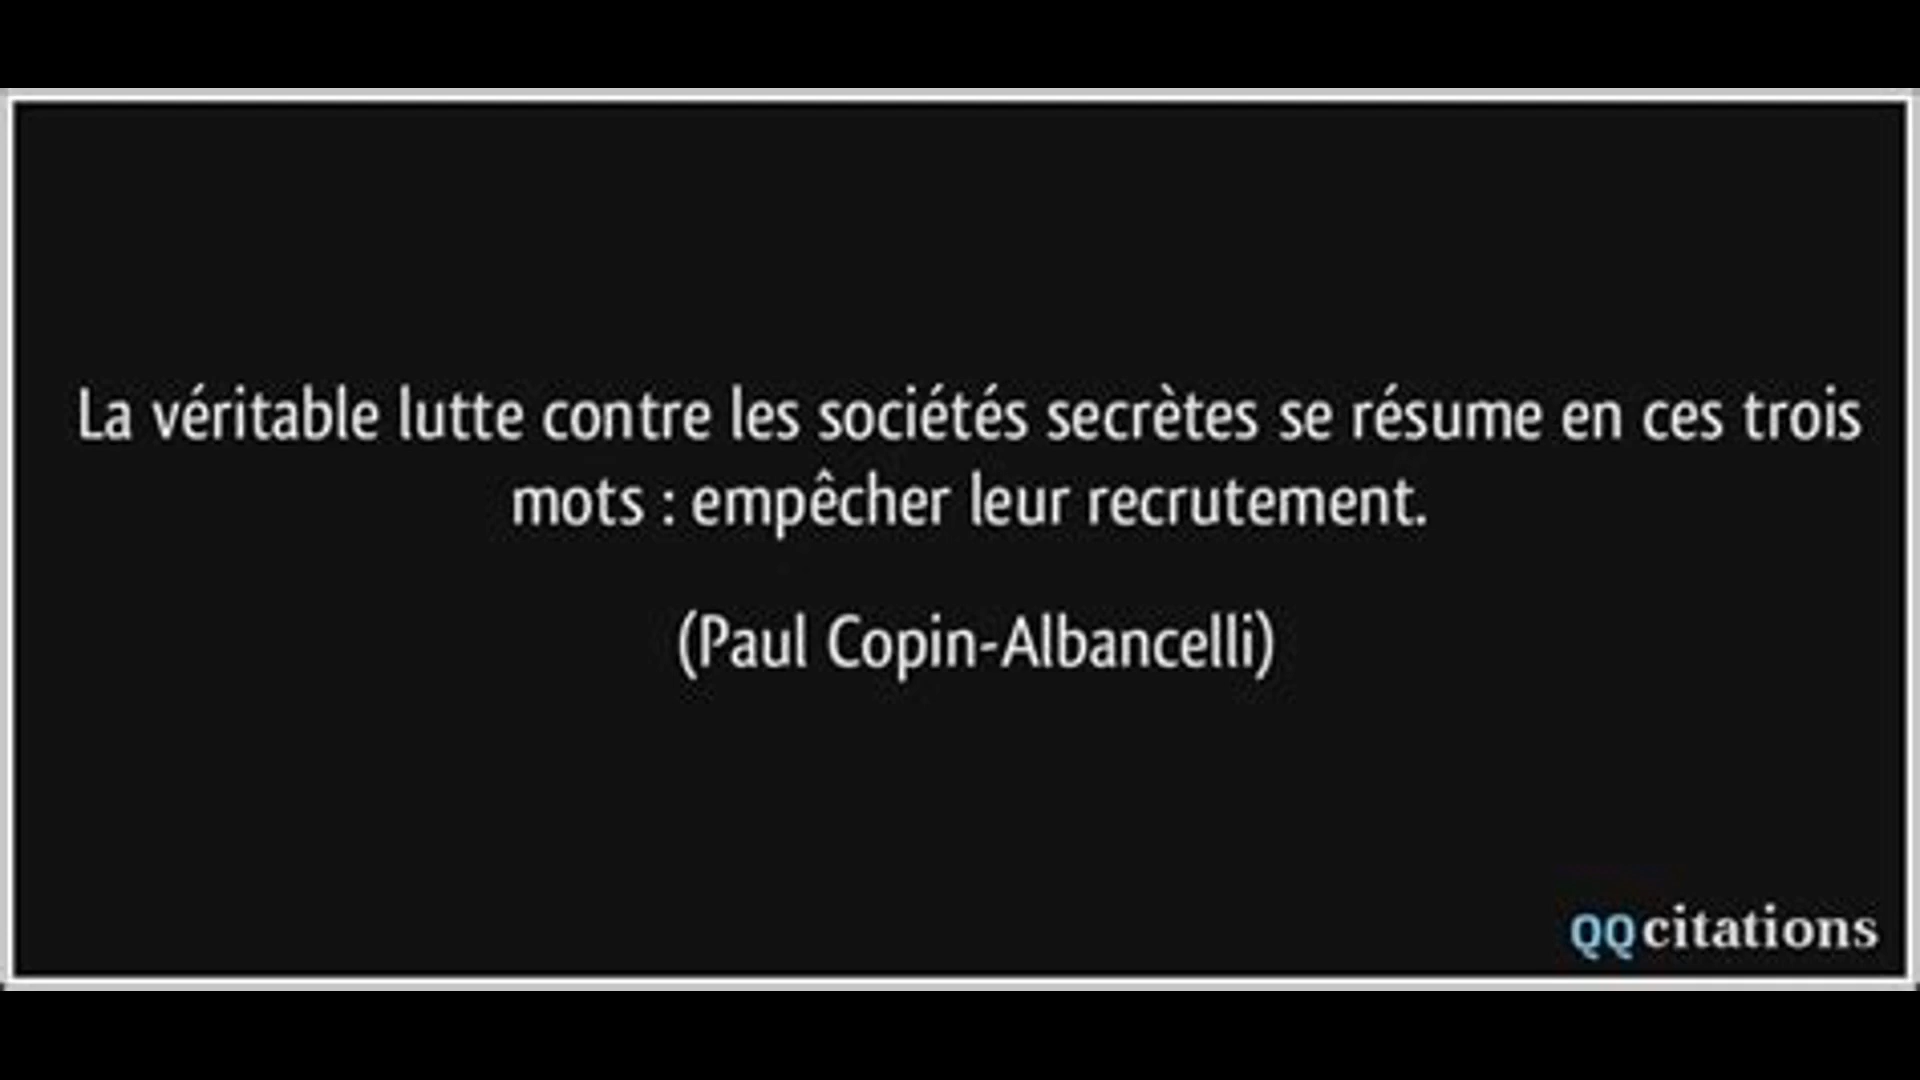 La véritable lutte contre les sociétés secrètes se résume en ces trois
mots : empêcher leur recrutement.
(Paul Copin-Albancelli)
QQcitations